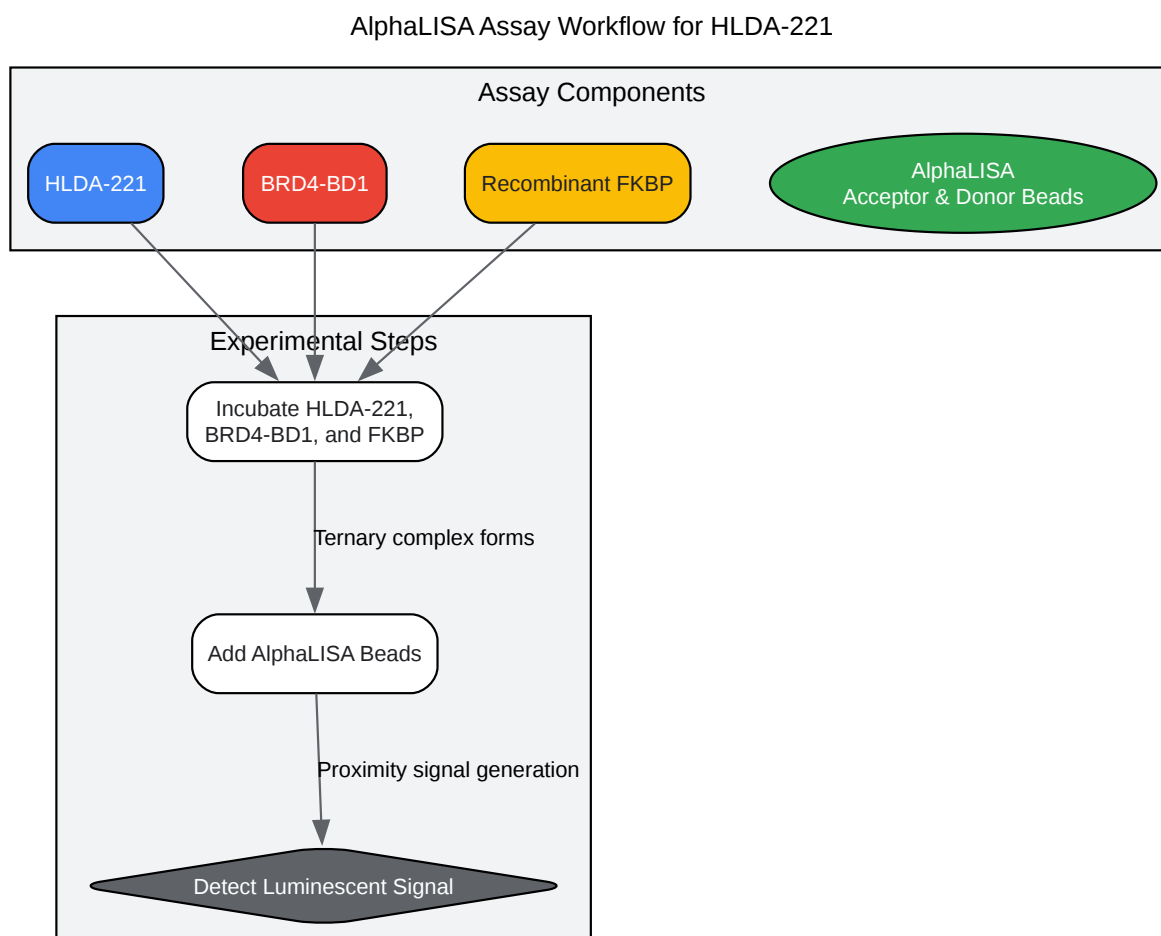 AlphaLISA Assay Workflow for HLDA-221
Assay Components
HLDA-221
BRD4-BD1
Recombinant FKBP
AlphaLISA
Acceptor & Donor Beads
Experimental Steps
Incubate HLDA-221,
BRD4-BD1, and FKBP
Ternary complex forms
Add AlphaLISA Beads
Proximity signal generation
Detect Luminescent Signal